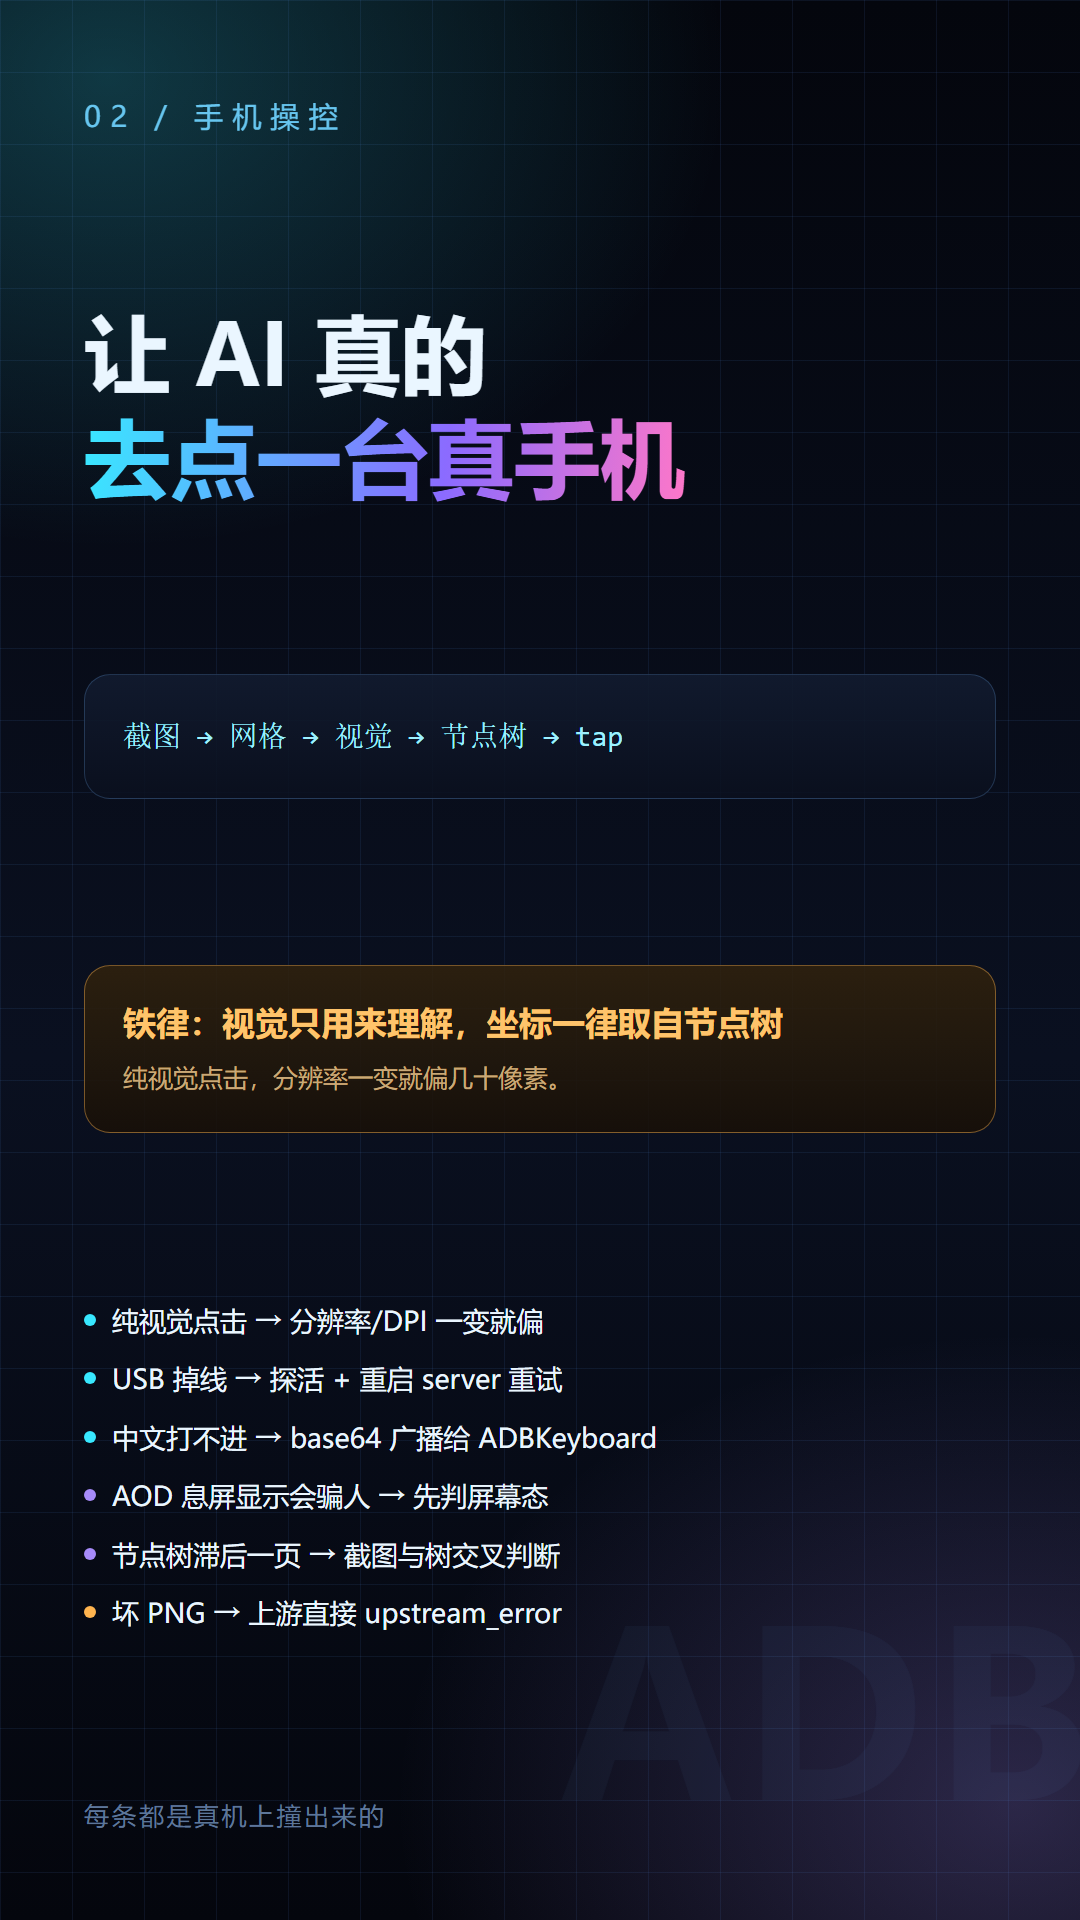 02 / 手机操控
让 AI 真的
去点一台真手机
截图 → 网格 → 视觉 → 节点树 → tap
铁律：视觉只用来理解，坐标一律取自节点树
纯视觉点击，分辨率一变就偏几十像素。
纯视觉点击 → 分辨率/DPI 一变就偏
USB 掉线 → 探活 + 重启 server 重试
中文打不进 → base64 广播给 ADBKeyboard
AOD 息屏显示会骗人 → 先判屏幕态
节点树滞后一页 → 截图与树交叉判断
坏 PNG → 上游直接 upstream_error
ADB
每条都是真机上撞出来的